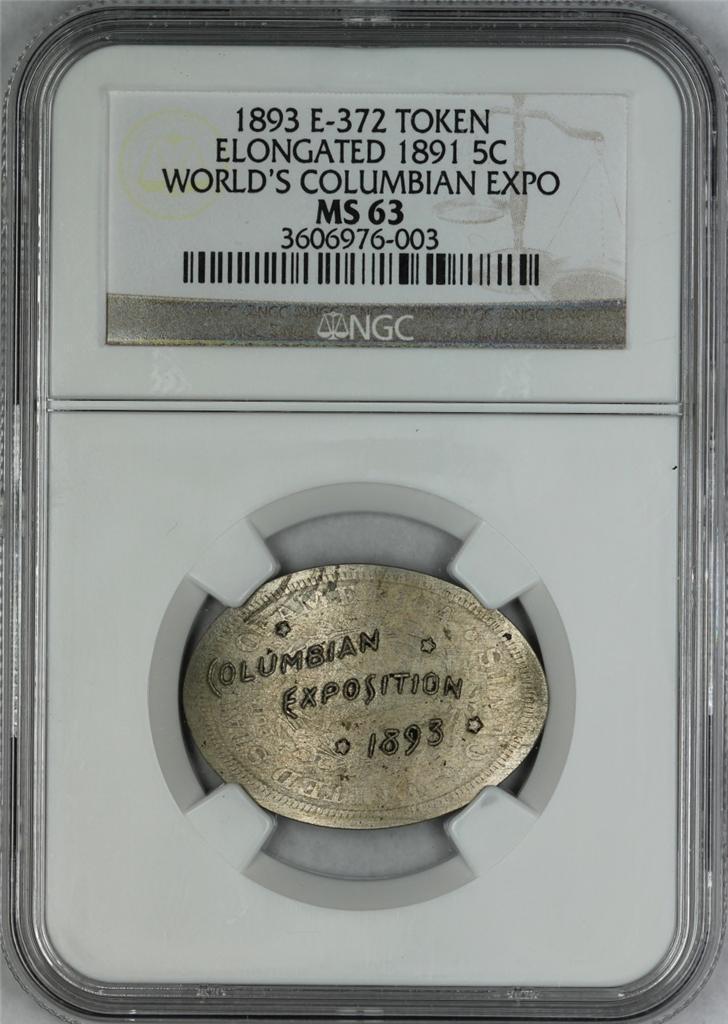 1893 E-372 TOKEN
ELONGATED 1891 5C
WORLD'S COLUMBIAN EXPO
MS 63
3606976-003
NGC
COLUMBIAN
EXPOSITION
1893